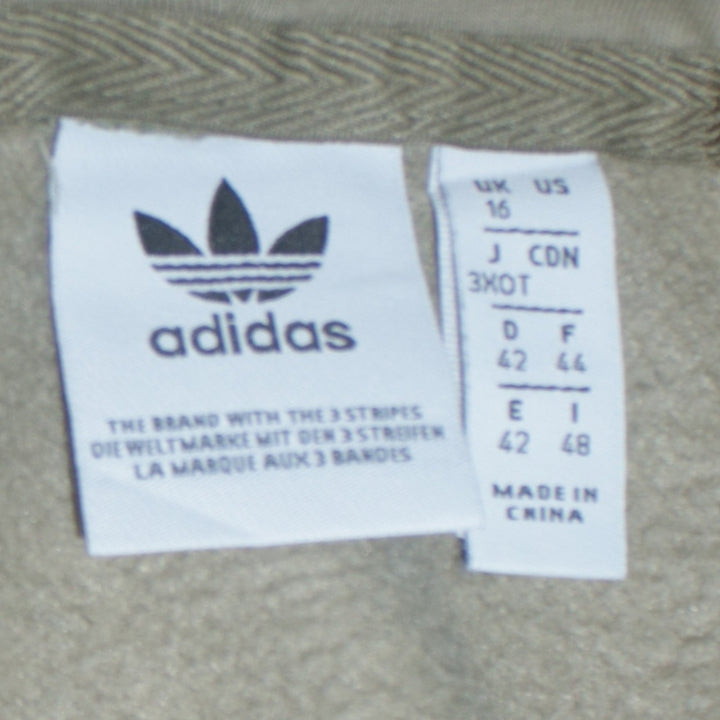 adidas
THE BRAND WITH THE 3 STRIPES
DIE WELTMARKE MIT DEN 3 STREIFEN
LA MARQUE AUX 3 BANDES
UK US
16
J CDN
3XOT
D F
42 44
E I
42 48
MADE IN
CHINA